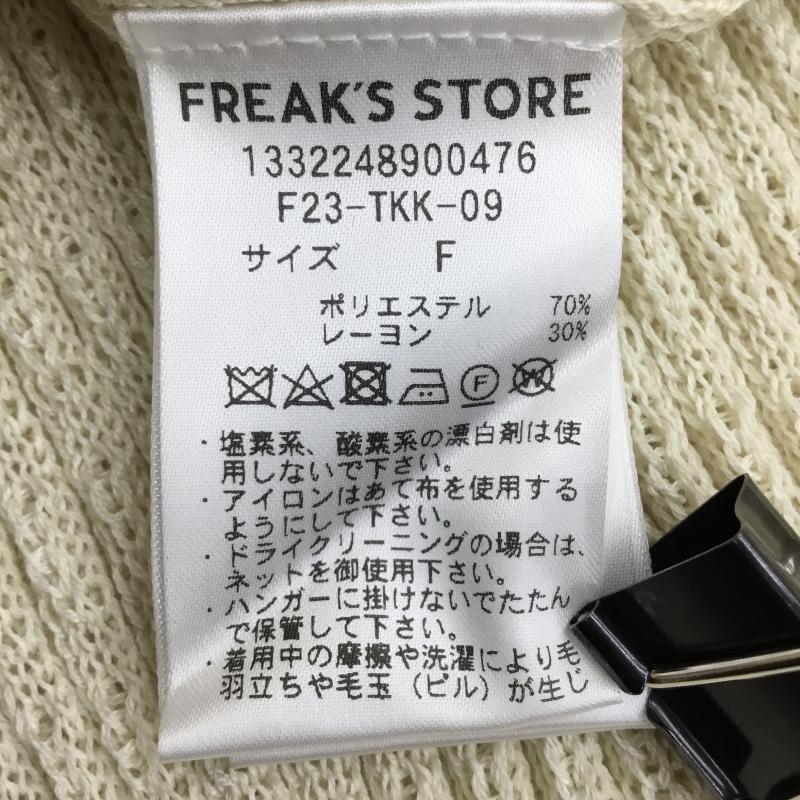 FREAK'S STORE
1332248900476
F23-TKK-09
サイズ F
ポリエステル 70%
レーヨン 30%
F W
・塩素系、酸素系の漂白剤は使
用しないで下さい。
・アイロンはあて布を使用する
ようにして下さい。
・ドライクリーニングの場合は、
ネットを御使用下さい。
・ハンガーに掛けないでたたん
で保管して下さい。
・着用中の摩擦や洗濯により毛
羽立ちや毛玉（ピル）が生じ